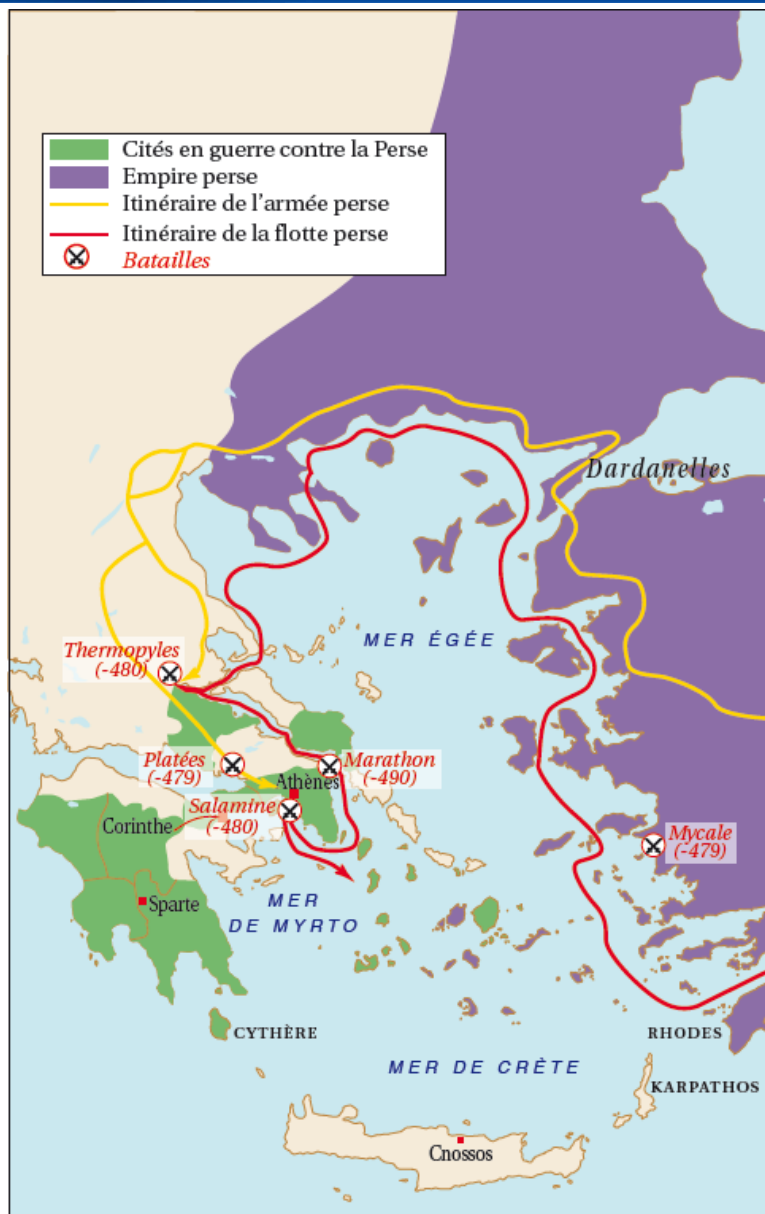 Cités en guerre contre la Perse
Empire perse
Itinéraire de l'armée perse
Itinéraire de la flotte perse
Batailles
Dardanelles
MER ÉGÉE
Thermopyles
(-480)
Platées
(-479)
Marathon
(-490)
Athènes
Salamine
(-480)
Corinthe
Mycale
(-479)
Sparte
MER
DE MYRTO
CYTHÈRE
RHODES
MER DE CRÈTE
KARPATHOS
Cnossos